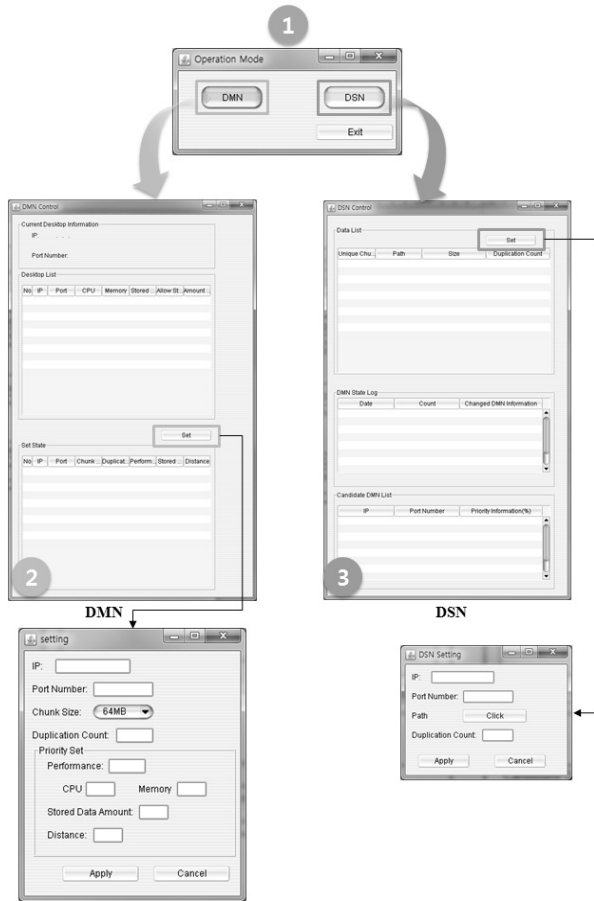 1
Operation Mode
DMN
DSN
Exit
DMN Control
Current Desktop Information
IP: . . .
Port Number:
Desktop List
No IP Port CPU Memory Stored ... Allow St... Amount ...
Set
Set State
No IP Port Chunk ... Duplicat... Perform... Stored ... Distance
2
DMN
DSN Control
Data List
Set
Unique Chu... Path Size Duplication Count
DMN State Log
Date Count Changed DMN Information
Candidate DMN List
IP Port Number Priority Information(%)
3
DSN
setting
IP:
Port Number:
Chunk Size: 64MB
Duplication Count:
Priority Set
Performance:
CPU Memory
Stored Data Amount:
Distance:
Apply Cancel
DSN Setting
IP:
Port Number:
Path Click
Duplication Count:
Apply Cancel